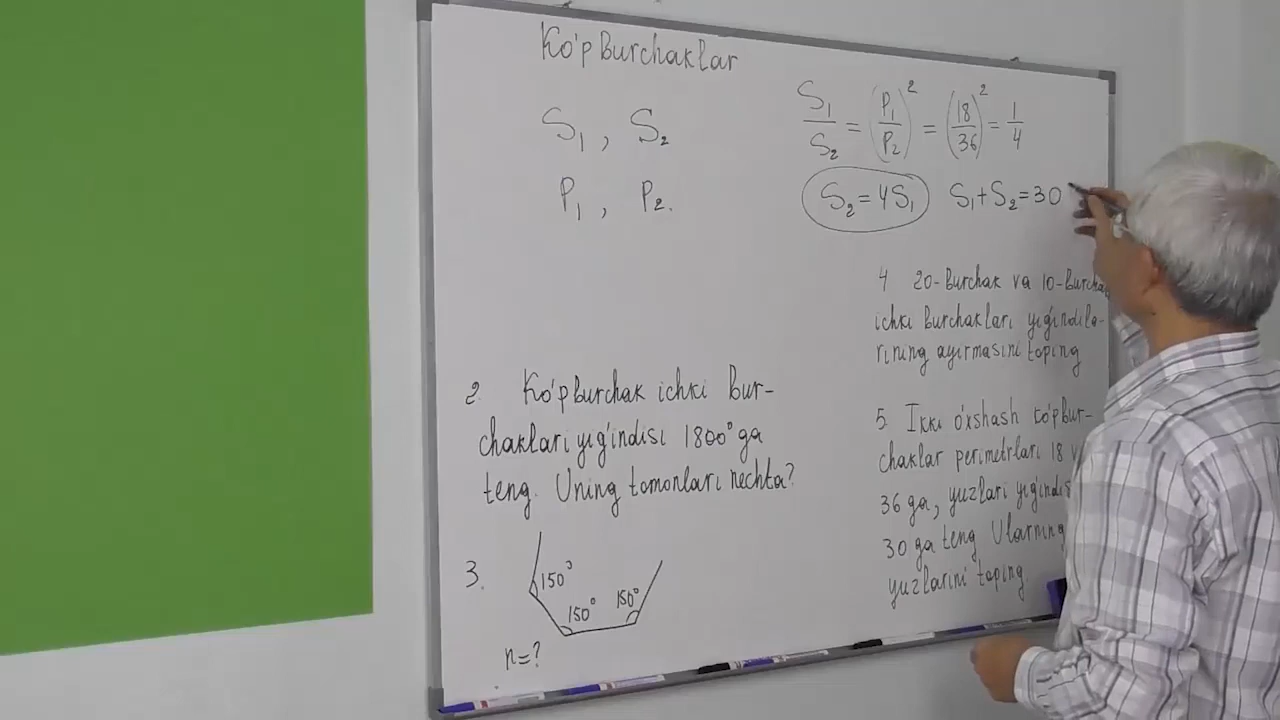 Ko'pburchaklar
S₁, S₂
P₁, P₂.
S₁/S₂ = (P₁/P₂)² = (18/36)² = 1/4
S₂ = 4S₁ S₁+S₂=30
2. Ko'pburchak ichki bur-
chaklari yig'indisi 1800° ga
teng. Uning tomonlari nechta?
3. 150° 150° 150°
n=?
4 20-burchak va 10-burcha
ichki burchaklari yig'indila-
rining ayirmasini toping
5. Ikki o'xshash ko'pbur-
chaklar perimetrlari 18
36 ga, yuzlari yig'indis
30 ga teng Ularning
yuzlarini toping.